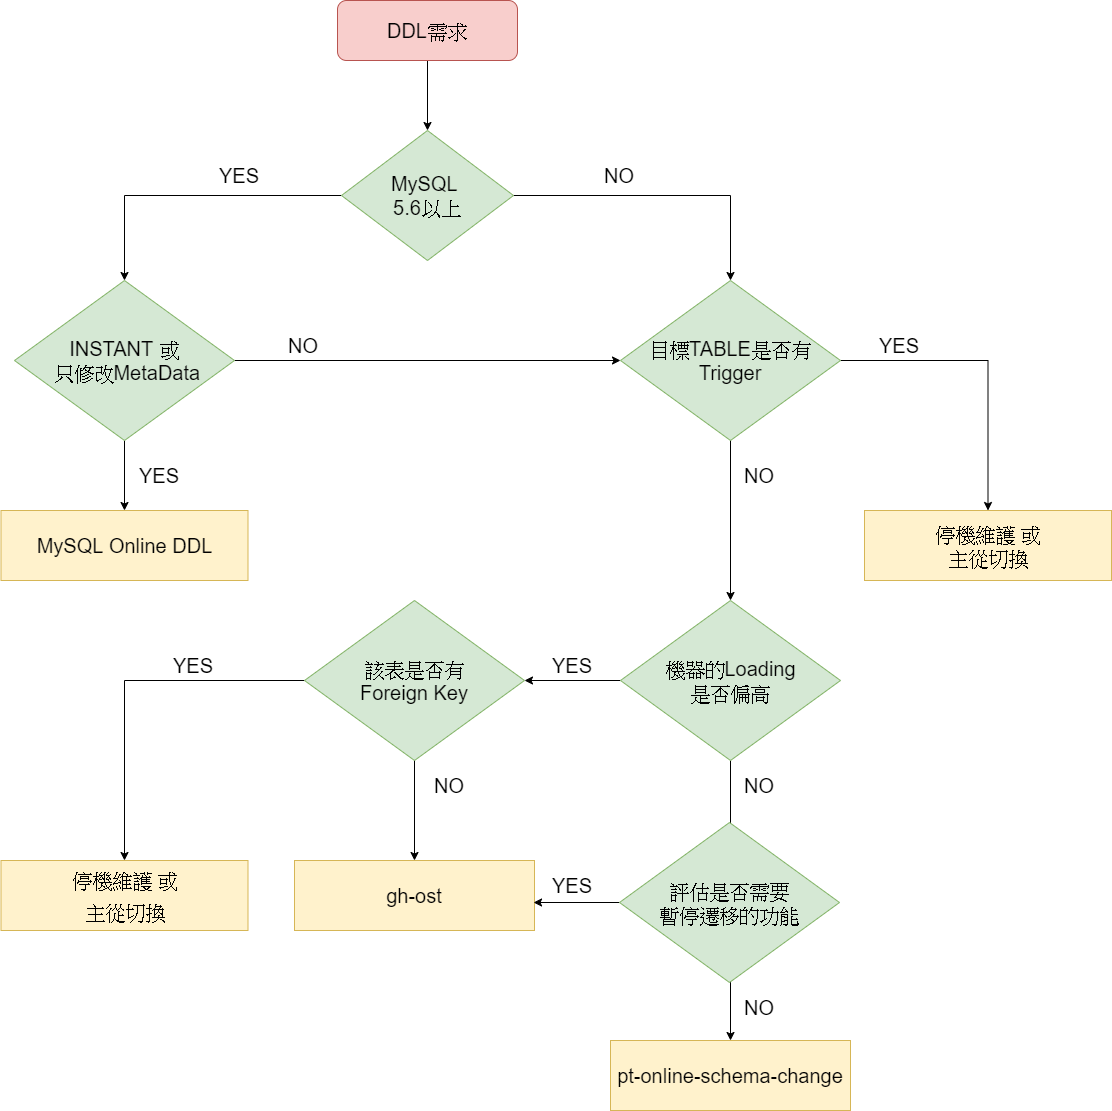 DDL需求
MySQL
5.6以上
YES
NO
INSTANT 或
只修改MetaData
NO
目標TABLE是否有
Trigger
YES
YES
NO
MySQL Online DDL
停機維護 或
主從切換
該表是否有
Foreign Key
YES
YES
機器的Loading
是否偏高
NO
NO
停機維護 或
主從切換
gh-ost
YES
評估是否需要
暫停遷移的功能
NO
pt-online-schema-change